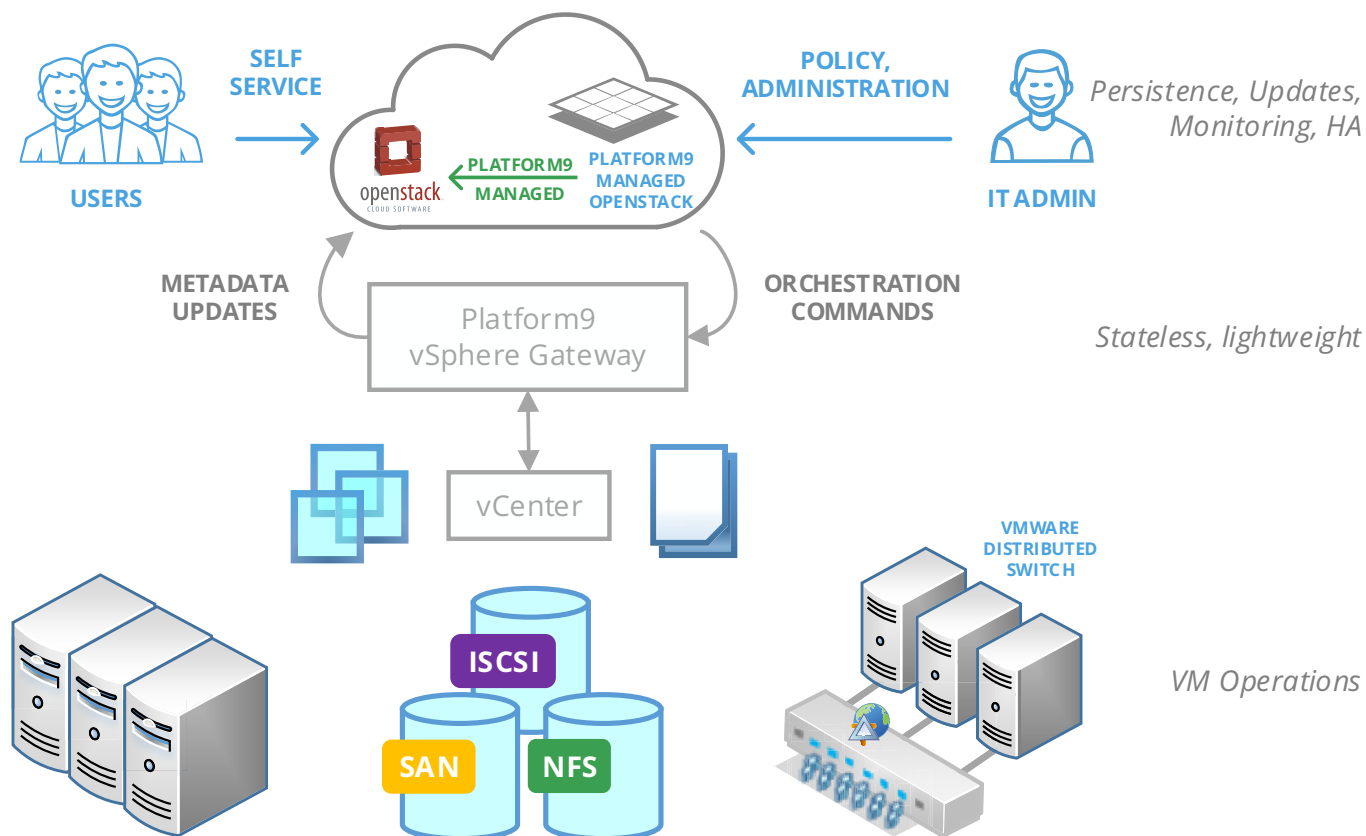 SELF
SERVICE
POLICY,
ADMINISTRATION
Persistence, Updates,
Monitoring, HA
USERS
openstack
CLOUD SOFTWARE
PLATFORM9
MANAGED
PLATFORM9
MANAGED
OPENSTACK
IT ADMIN
METADATA
UPDATES
Platform9
vSphere Gateway
ORCHESTRATION
COMMANDS
Stateless, lightweight
vCenter
VMWARE
DISTRIBUTED
SWITCH
ISCSI
SAN
NFS
VM Operations